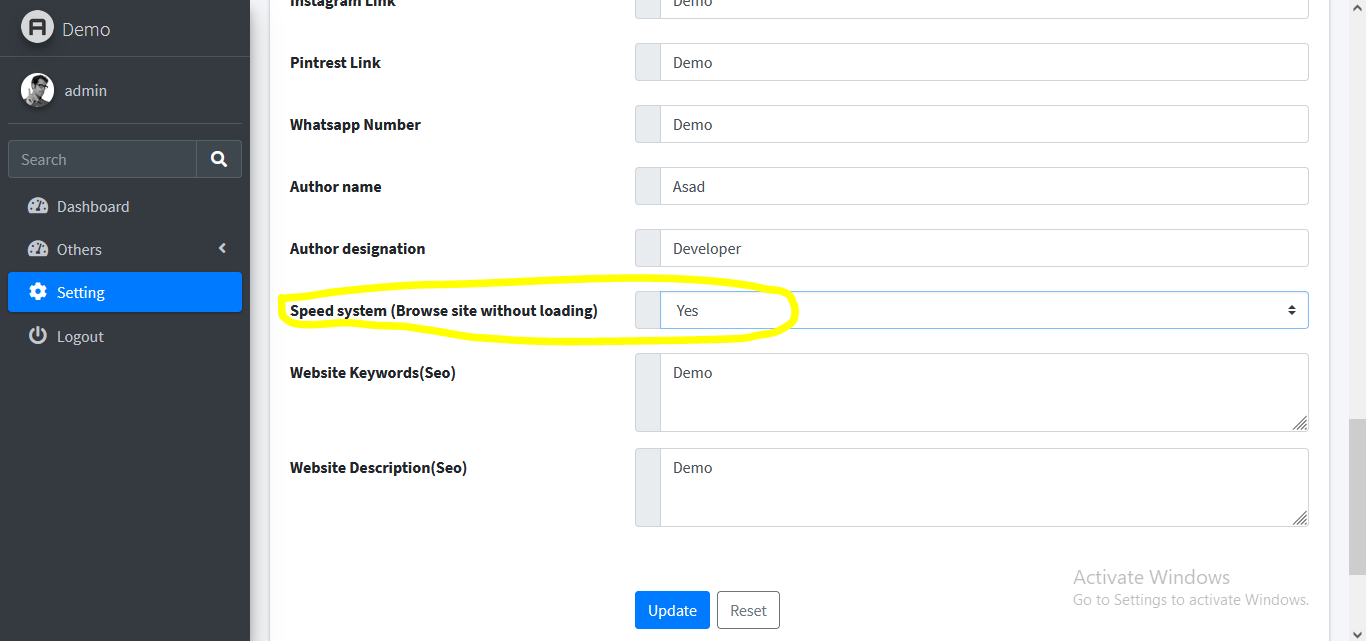 Demo
admin
Search
Dashboard
Others
Setting
Logout
Instagram Link
Demo
Pintrest Link
Demo
Whatsapp Number
Demo
Author name
Asad
Author designation
Developer
Speed system (Browse site without loading)
Yes
Website Keywords(Seo)
Demo
Website Description(Seo)
Demo
Update
Reset
Activate Windows
Go to Settings to activate Windows.